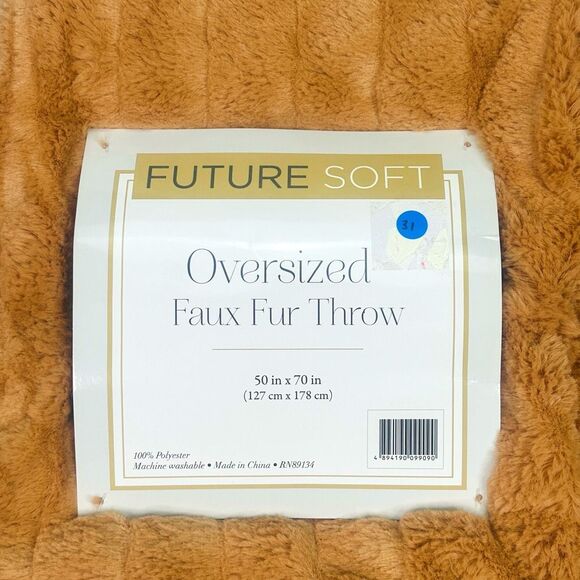 FUTURE SOFT
31
Oversized
Faux Fur Throw
50 in x 70 in
(127 cm x 178 cm)
100% Polyester
Machine washable • Made in China • RN89134
4 894190 099090